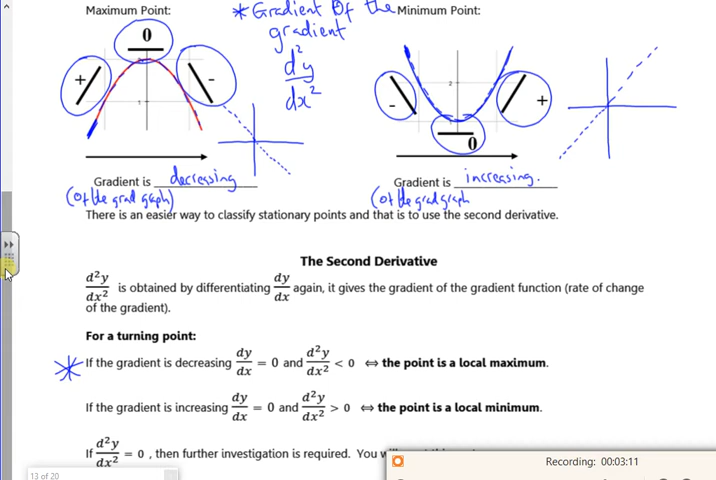 Maximum Point:
* Gradient Of the
gradient
d²y
dx²
Minimum Point:
0
+
-
1
2
-
+
0
Gradient is decreasing
(Of the grad graph)
Gradient is increasing.
(Of the grad graph
There is an easier way to classify stationary points and that is to use the second derivative.
The Second Derivative
d²y/dx² is obtained by differentiating dy/dx again, it gives the gradient of the gradient function (rate of change
of the gradient).
For a turning point:
* If the gradient is decreasing dy/dx = 0 and d²y/dx² < 0 ⇔ the point is a local maximum.
If the gradient is increasing dy/dx = 0 and d²y/dx² > 0 ⇔ the point is a local minimum.
If d²y/dx² = 0 , then further investigation is required. You
13 of 20
Recording: 00:03:11